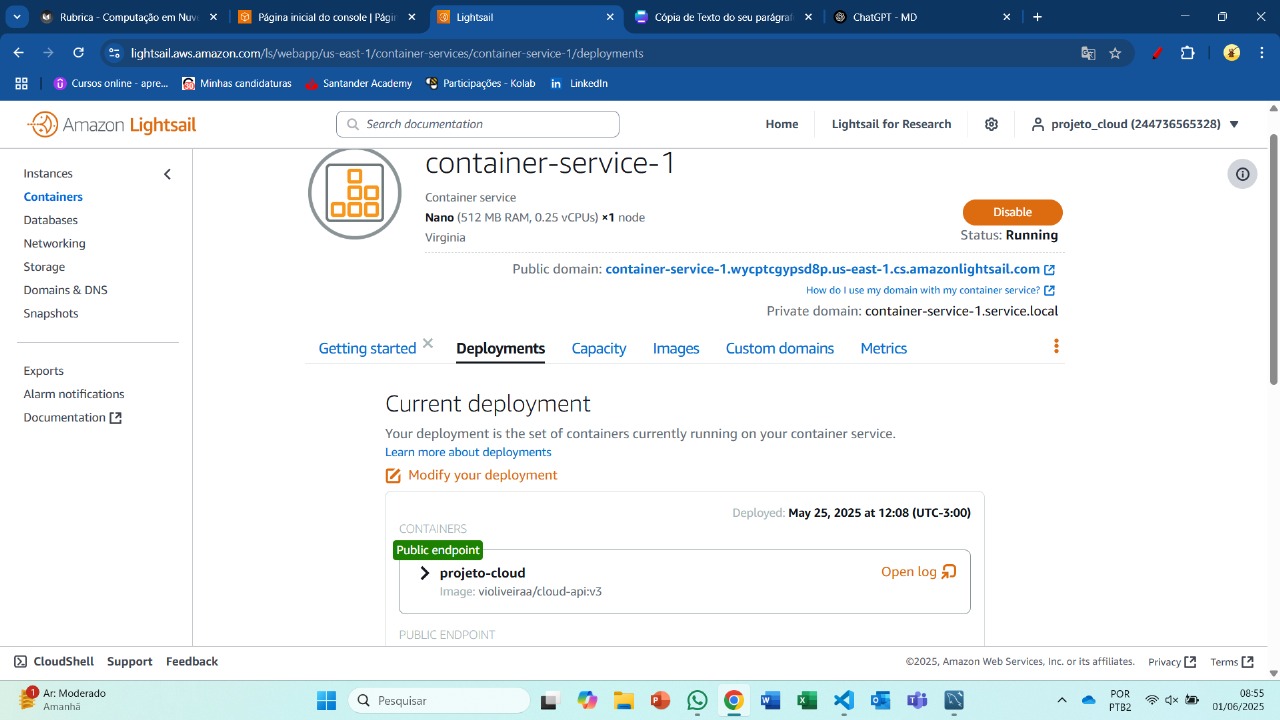 Rubrica - Computação em Nuv
Página inicial do console | Págin
Lightsail
Cópia de Texto do seu parágraf
ChatGPT - MD
lightsail.aws.amazon.com/ls/webapp/us-east-1/container-services/container-service-1/deployments
Cursos online - apre...
Minhas candidaturas
Santander Academy
Participações - Kolab
LinkedIn
Amazon Lightsail
Search documentation
Home
Lightsail for Research
projeto_cloud (244736565328)
Instances
Containers
Databases
Networking
Storage
Domains & DNS
Snapshots
Exports
Alarm notifications
Documentation
container-service-1
Container service
Nano (512 MB RAM, 0.25 vCPUs) ×1 node
Virginia
Disable
Status: Running
Public domain: container-service-1.wycptcgypsd8p.us-east-1.cs.amazonlightsail.com
How do I use my domain with my container service?
Private domain: container-service-1.service.local
Getting started
Deployments
Capacity
Images
Custom domains
Metrics
Current deployment
Your deployment is the set of containers currently running on your container service.
Learn more about deployments
Modify your deployment
Deployed: May 25, 2025 at 12:08 (UTC-3:00)
CONTAINERS
Public endpoint
projeto-cloud
Open log
Image: violiveiraa/cloud-api:v3
PUBLIC ENDPOINT
CloudShell
Support
Feedback
©2025, Amazon Web Services, Inc. or its affiliates.
Privacy
Terms
1
Ar: Moderado
Amanhã
Pesquisar
POR
PTB2
08:55
01/06/2025